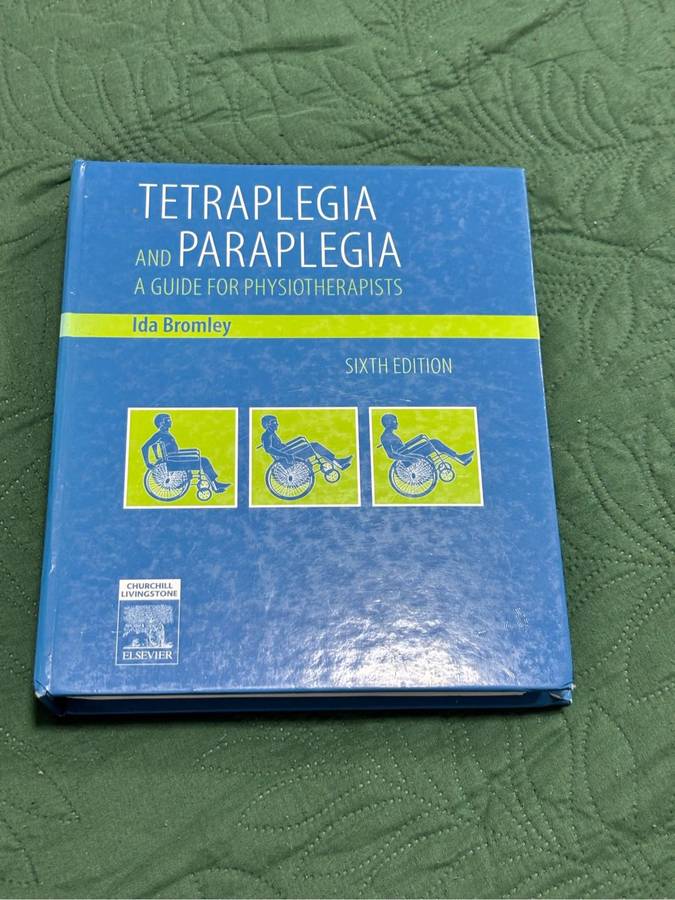 TETRAPLEGIA
AND PARAPLEGIA
A GUIDE FOR PHYSIOTHERAPISTS
Ida Bromley
SIXTH EDITION
CHURCHILL
LIVINGSTONE
ELSEVIER